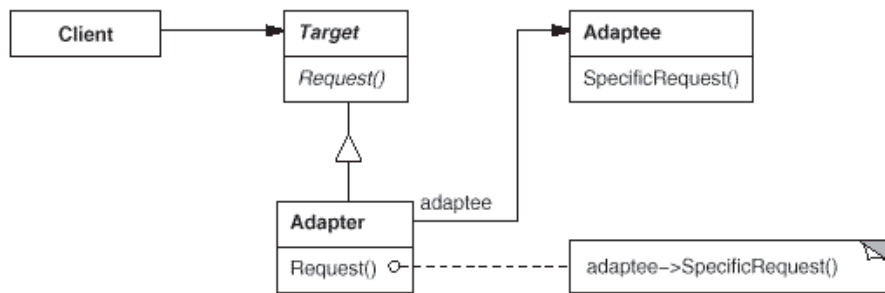 Client
Target
Request()
Adaptee
SpecificRequest()
adaptee
Adapter
Request()
adaptee->SpecificRequest()